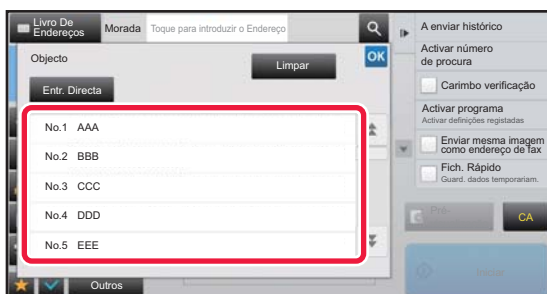 Livro De
Endereços
Morada
Toque para introduzir o Endereço
Objecto
Limpar
OK
Entr. Directa
No.1 AAA
No.2 BBB
No.3 CCC
No.4 DDD
No.5 EEE
Outros
A enviar histórico
Activar número
de procura
Carimbo verificação
Activar programa
Activar definições registadas
Enviar mesma imagem
como endereço de fax
Fich. Rápido
Guard. dados temporariam.
CA
Iniciar